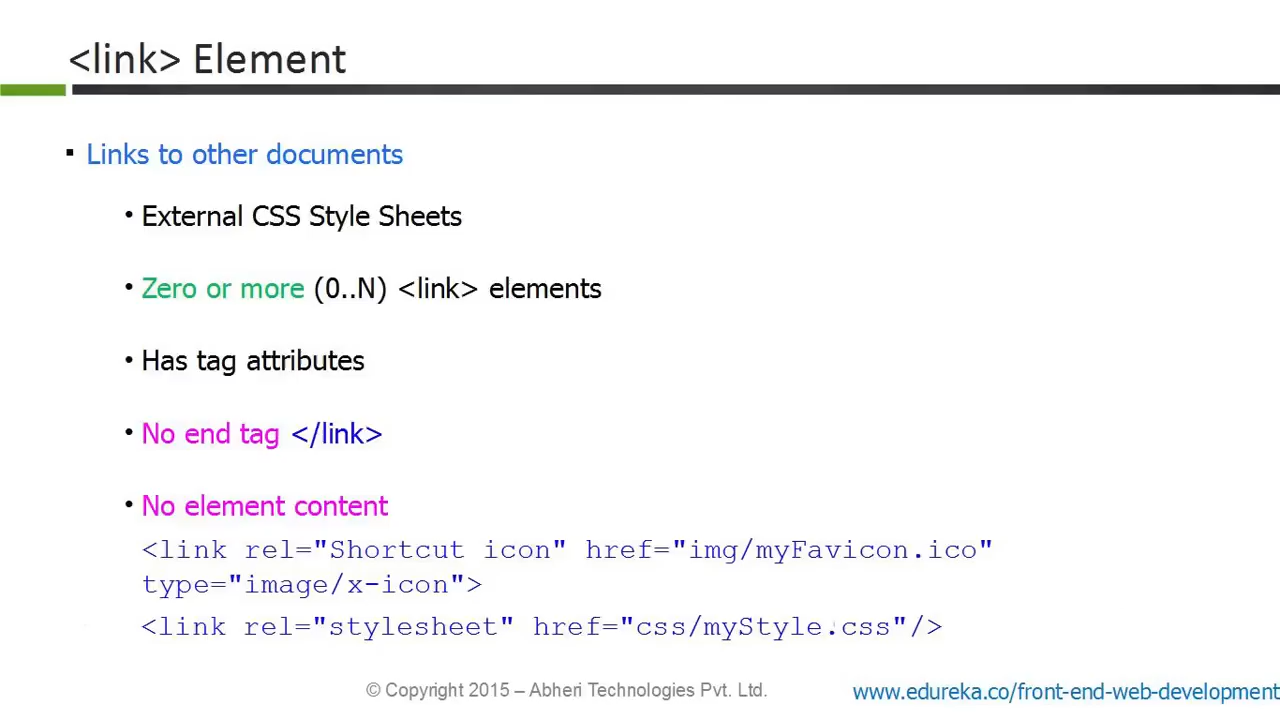 <link> Element
▪ Links to other documents
• External CSS Style Sheets
• Zero or more (0..N) <link> elements
• Has tag attributes
• No end tag </link>
• No element content
<link rel="Shortcut icon" href="img/myFavicon.ico"
type="image/x-icon">
<link rel="stylesheet" href="css/myStyle.css"/>
© Copyright 2015 – Abheri Technologies Pvt. Ltd.
www.edureka.co/front-end-web-development